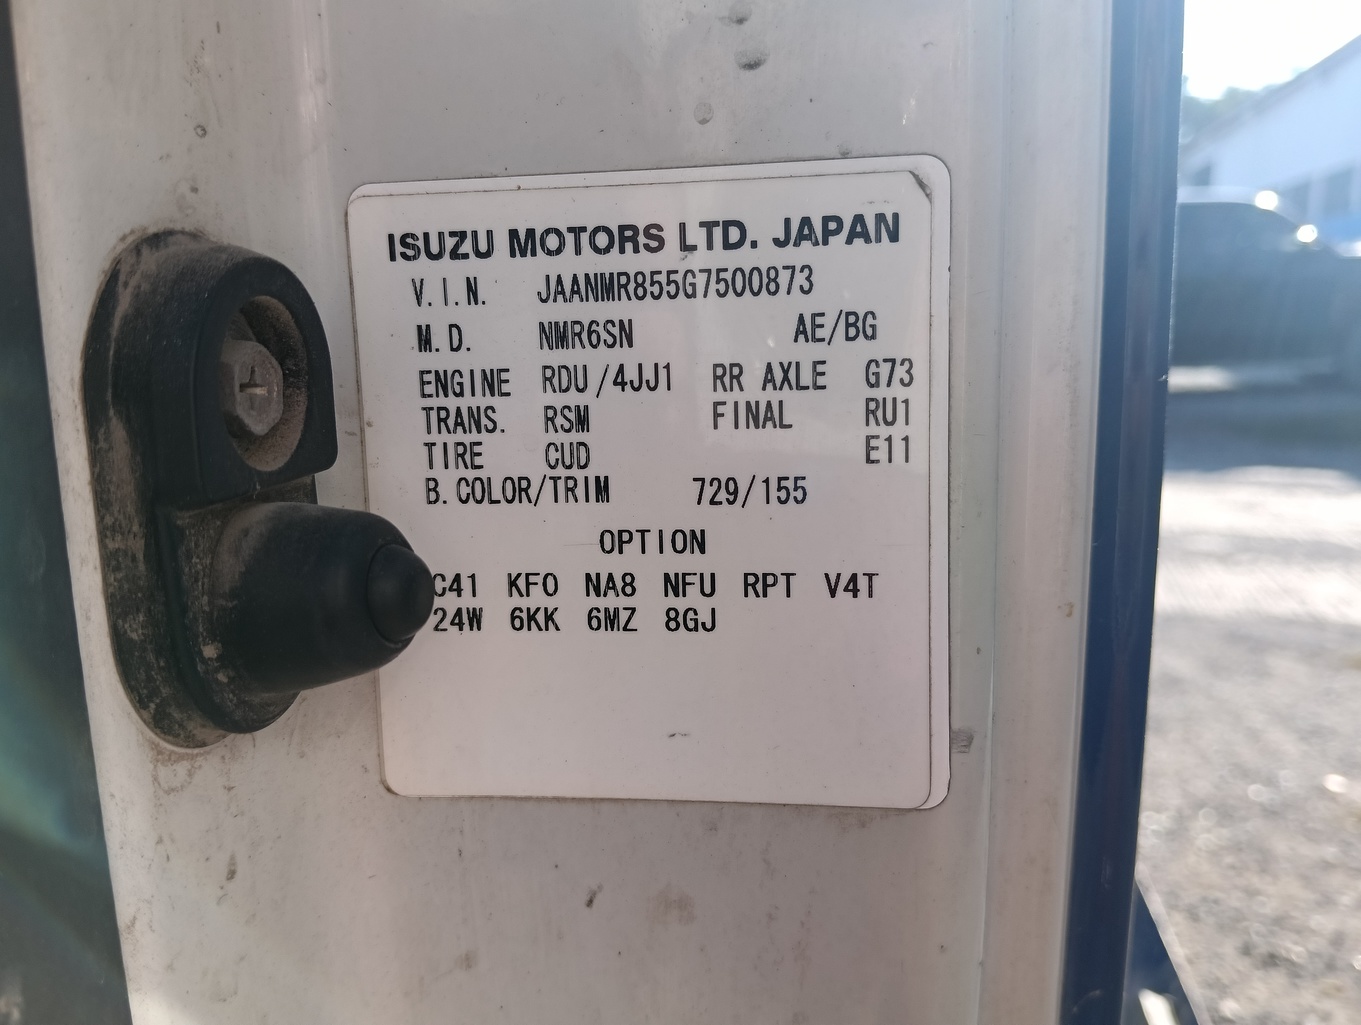 ISUZU MOTORS LTD. JAPAN
V.I.N. JAANMR855G7500873
M.D. NMR6SN AE/BG
ENGINE RDU/4JJ1 RR AXLE G73
TRANS. RSM FINAL RU1
TIRE CUD E11
B.COLOR/TRIM 729/155
OPTION
C41 KFO NA8 NFU RPT V4T
24W 6KK 6MZ 8GJ